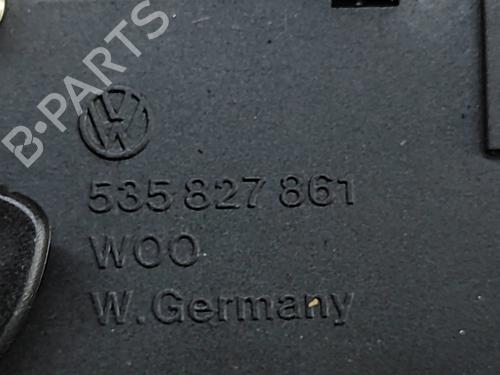 B-PARTS
535 827 861
WOO
W. Germany